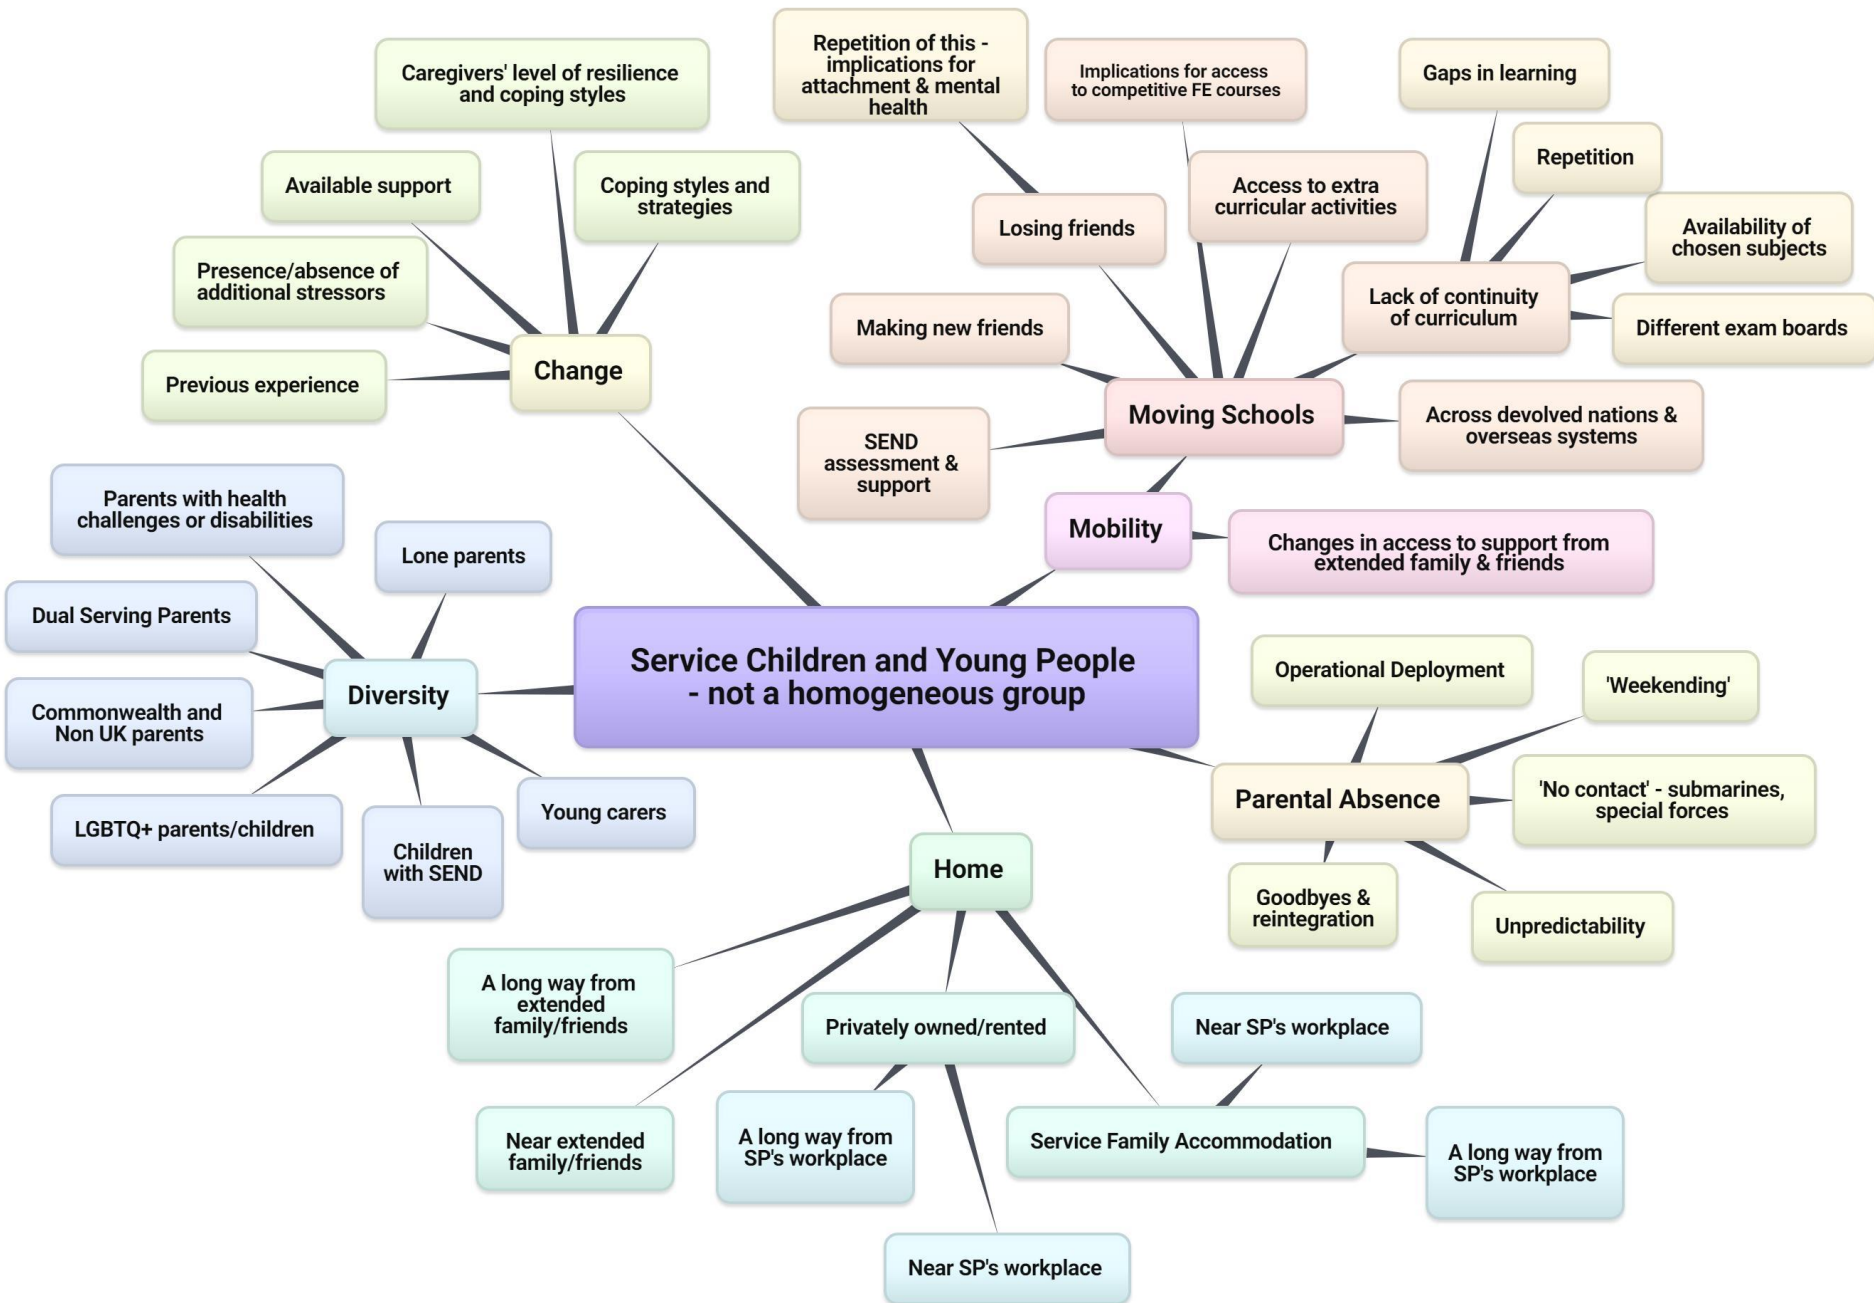 Repetition of this -
implications for
attachment & mental
health
Implications for access
to competitive FE courses
Gaps in learning
Caregivers' level of resilience
and coping styles
Repetition
Available support
Coping styles and
strategies
Access to extra
curricular activities
Losing friends
Availability of
chosen subjects
Presence/absence of
additional stressors
Making new friends
Lack of continuity
of curriculum
Different exam boards
Previous experience
Change
Moving Schools
Across devolved nations &
overseas systems
SEND
assessment &
support
Parents with health
challenges or disabilities
Lone parents
Mobility
Changes in access to support from
extended family & friends
Dual Serving Parents
Service Children and Young People
- not a homogeneous group
Diversity
Commonwealth and
Non UK parents
Operational Deployment
'Weekending'
Parental Absence
'No contact' - submarines,
special forces
LGBTQ+ parents/children
Children
with SEND
Young carers
Home
Goodbyes &
reintegration
Unpredictability
A long way from
extended
family/friends
Privately owned/rented
Near SP's workplace
Near extended
family/friends
A long way from
SP's workplace
Service Family Accommodation
A long way from
SP's workplace
Near SP's workplace